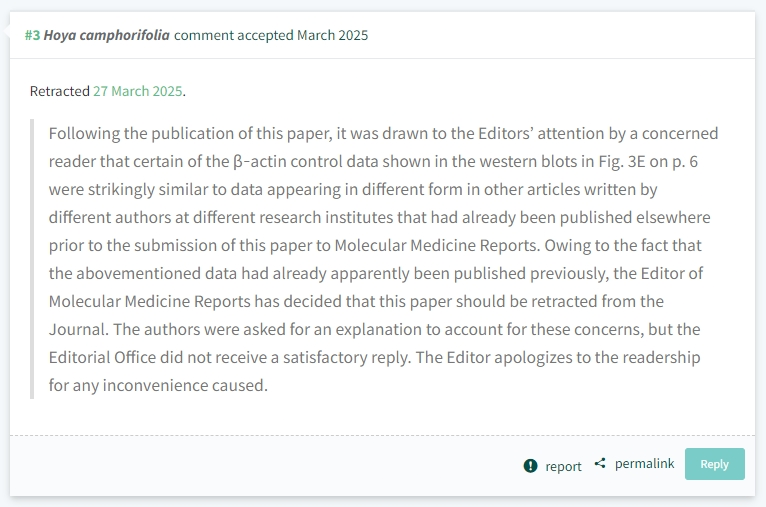 #3 Hoya camphorifolia comment accepted March 2025
Retracted 27 March 2025.
Following the publication of this paper, it was drawn to the Editors’ attention by a concerned
reader that certain of the β-actin control data shown in the western blots in Fig. 3E on p. 6
were strikingly similar to data appearing in different form in other articles written by
different authors at different research institutes that had already been published elsewhere
prior to the submission of this paper to Molecular Medicine Reports. Owing to the fact that
the abovementioned data had already apparently been published previously, the Editor of
Molecular Medicine Reports has decided that this paper should be retracted from the
Journal. The authors were asked for an explanation to account for these concerns, but the
Editorial Office did not receive a satisfactory reply. The Editor apologizes to the readership
for any inconvenience caused.
report permalink Reply